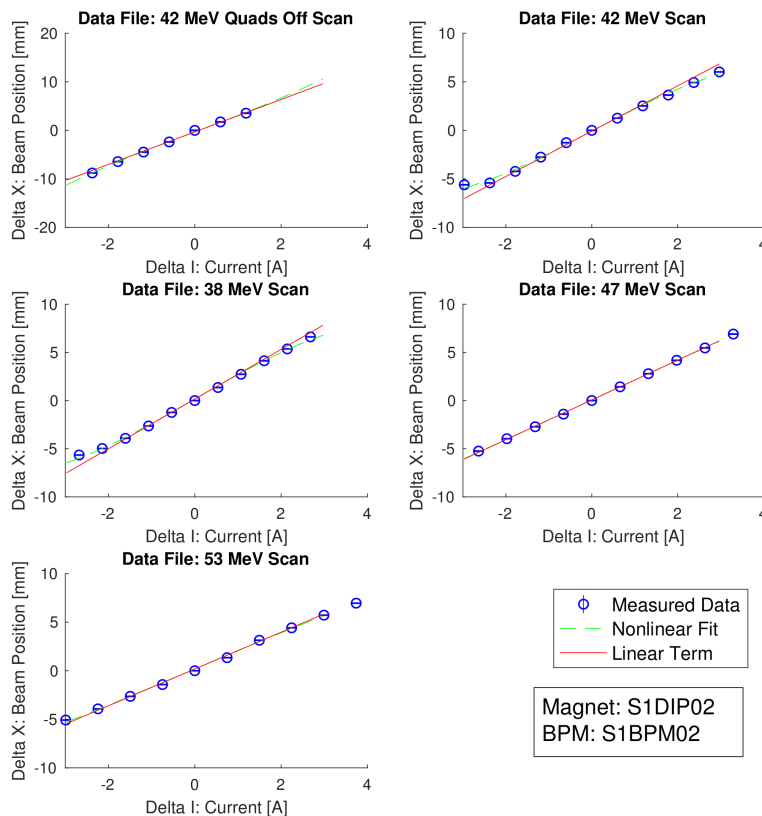 Data File: 42 MeV Quads Off Scan
20
10
0
-10
-20
-2
0
2
4
Delta X: Beam Position [mm]
Delta I: Current [A]
Data File: 42 MeV Scan
10
5
0
-5
-10
-2
0
2
4
Delta X: Beam Position [mm]
Delta I: Current [A]
Data File: 38 MeV Scan
10
5
0
-5
-10
-2
0
2
4
Delta X: Beam Position [mm]
Delta I: Current [A]
Data File: 47 MeV Scan
10
5
0
-5
-10
-2
0
2
4
Delta X: Beam Position [mm]
Delta I: Current [A]
Data File: 53 MeV Scan
10
5
0
-5
-10
-2
0
2
4
Delta X: Beam Position [mm]
Delta I: Current [A]
Measured Data
Nonlinear Fit
Linear Term
Magnet: S1DIP02
BPM: S1BPM02